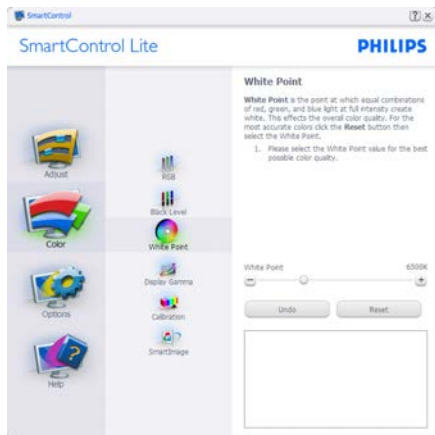 SmartControl
SmartControl Lite
PHILIPS
Adjust
Color
Options
Help
RGB
Black Level
White Point
Display Gamma
Calibration
SmartImage
White Point
White Point is the point at which equal combinations
of red, green, and blue light at full intensity create
white. This effects the overall color quality. For the
most accurate colors click the Reset button then
select the White Point.
1. Please select the White Point value for the best
possible color quality.
White Point 6500K
Undo Reset